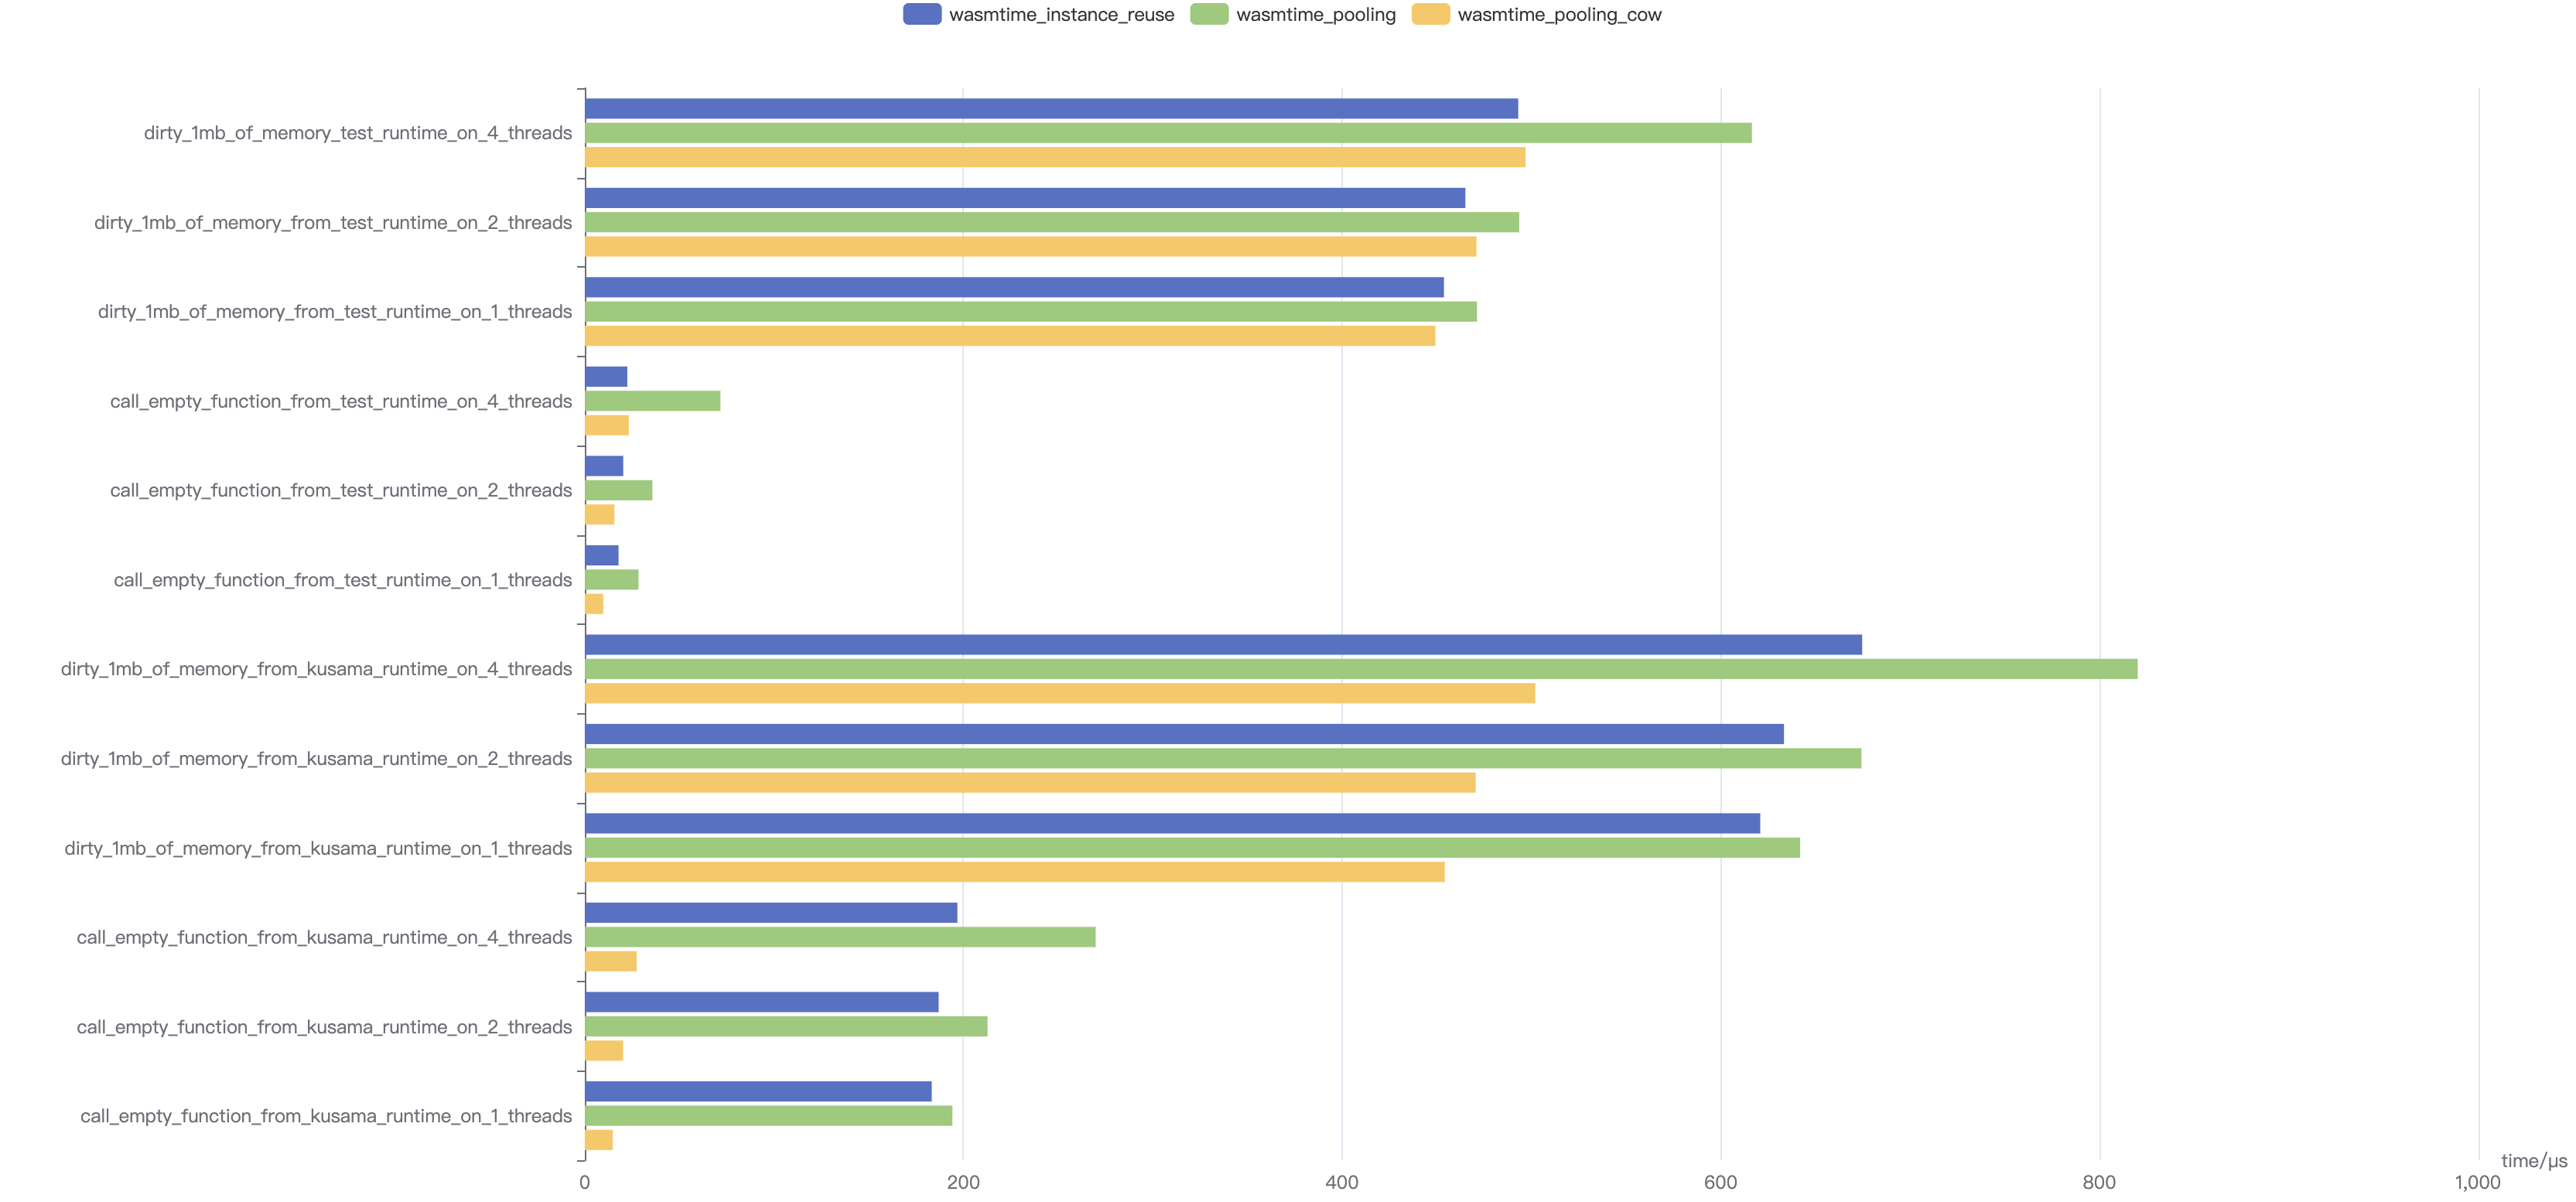 wasmtime_instance_reuse wasmtime_pooling wasmtime_pooling_cow
dirty_1mb_of_memory_test_runtime_on_4_threads
dirty_1mb_of_memory_from_test_runtime_on_2_threads
dirty_1mb_of_memory_from_test_runtime_on_1_threads
call_empty_function_from_test_runtime_on_4_threads
call_empty_function_from_test_runtime_on_2_threads
call_empty_function_from_test_runtime_on_1_threads
dirty_1mb_of_memory_from_kusama_runtime_on_4_threads
dirty_1mb_of_memory_from_kusama_runtime_on_2_threads
dirty_1mb_of_memory_from_kusama_runtime_on_1_threads
call_empty_function_from_kusama_runtime_on_4_threads
call_empty_function_from_kusama_runtime_on_2_threads
call_empty_function_from_kusama_runtime_on_1_threads
time/μs
0 200 400 600 800 1,000